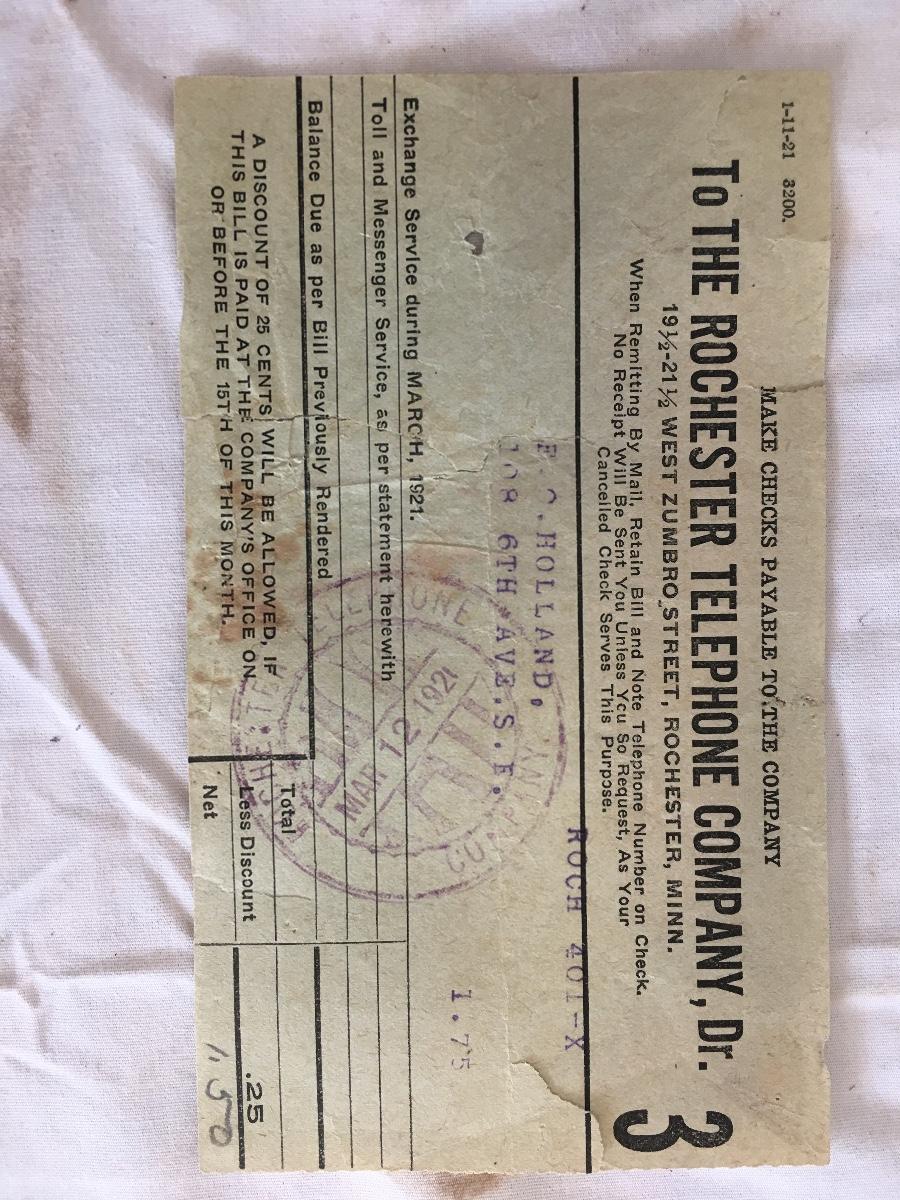 1-11-21 3200.
MAKE CHECKS PAYABLE TO THE COMPANY
To THE ROCHESTER TELEPHONE COMPANY, Dr. 3
19½-21½ WEST ZUMBRO STREET, ROCHESTER, MINN.
When Remitting By Mail, Retain Bill and Note Telephone Number on Check.
No Receipt Will Be Sent You Unless You So Request, As Your
Cancelled Check Serves This Purpose.
ROCH 401-X
HOLLAND,
108 6TH AVE.S.E.
1.75
Exchange Service during MARCH, 1921.
Toll and Messenger Service, as per statement herewith
Balance Due as per Bill Previously Rendered
A DISCOUNT OF 25 CENTS WILL BE ALLOWED, IF
THIS BILL IS PAID AT THE COMPANY'S OFFICE ON
OR BEFORE THE 15TH OF THIS MONTH.
Total
Less Discount .25
Net 1.50
MAR 12 1921